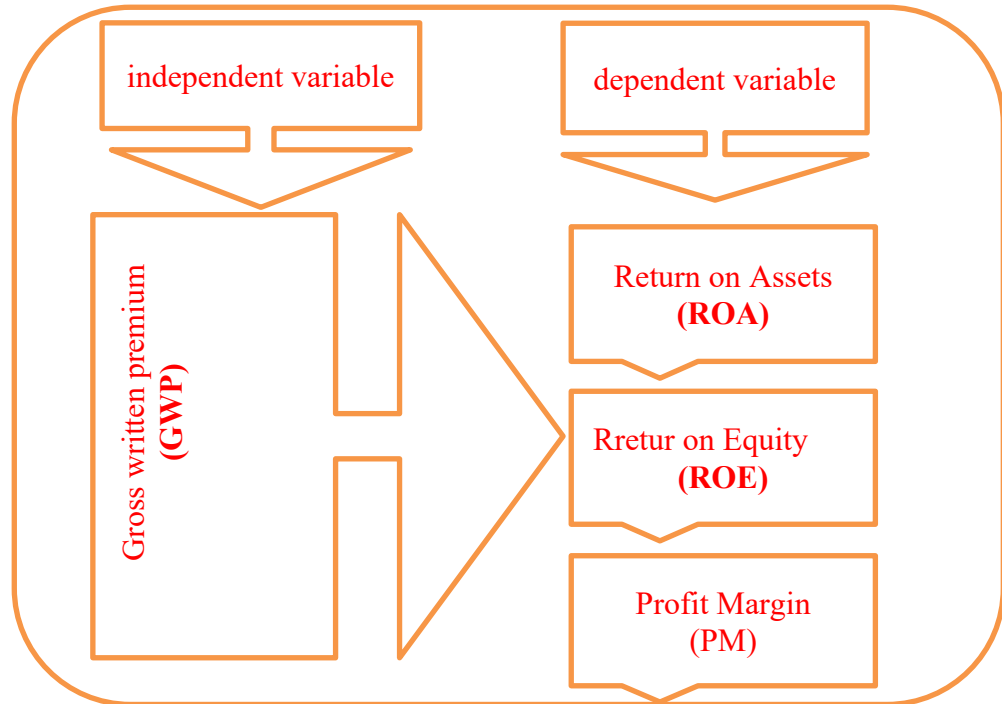 independent variable
dependent variable
Gross written premium
(GWP)
Return on Assets
(ROA)
Rretur on Equity
(ROE)
Profit Margin
(PM)